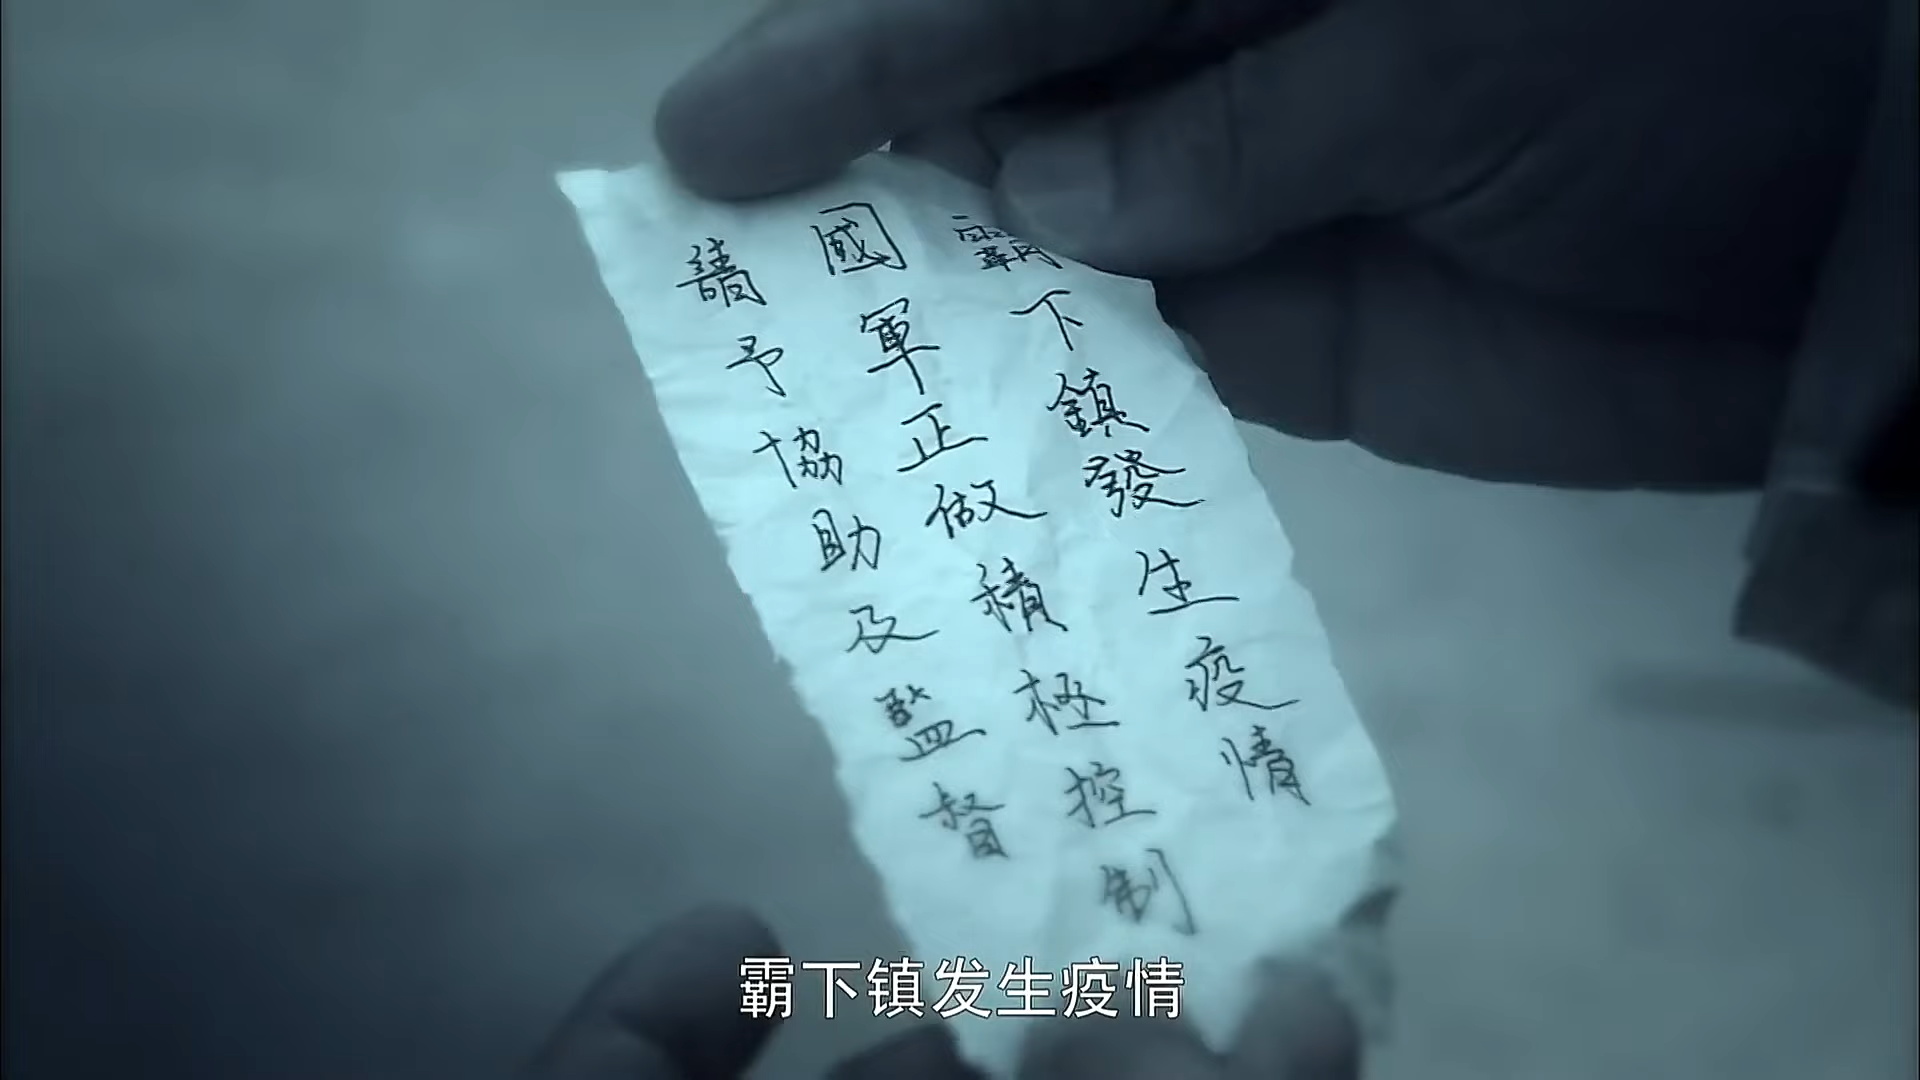 霸下鎮發生疫情
國軍正做積極控制
請予協助及監督
霸下镇发生疫情